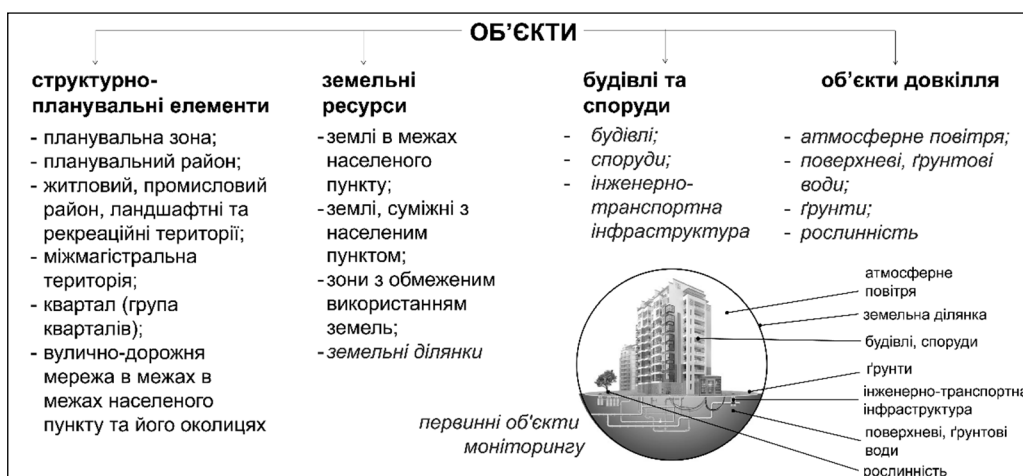 ОБ’ЄКТИ
структурно-
планувальні елементи
- планувальна зона;
- планувальний район;
- житловий, промисловий
район, ландшафтні та
рекреаційні території;
- міжмагістральна
територія;
- квартал (група
кварталів);
- вулично-дорожня
мережа в межах в
межах населеного
пункту та його околицях
земельні
ресурси
- землі в межах
населеного
пункту;
- землі, суміжні з
населеним
пунктом;
- зони з обмеженим
використанням
земель;
- земельні ділянки
будівлі та
споруди
- будівлі;
- споруди;
- інженерно-
транспортна
інфраструктура
об’єкти довкілля
- атмосферне повітря;
- поверхневі, ґрунтові
води;
- ґрунти;
- рослинність
первинні об'єкти
моніторингу
атмосферне
повітря
земельна ділянка
будівлі, споруди
ґрунти
інженерно-транспортна
інфраструктура
поверхневі, ґрунтові
води
рослинність